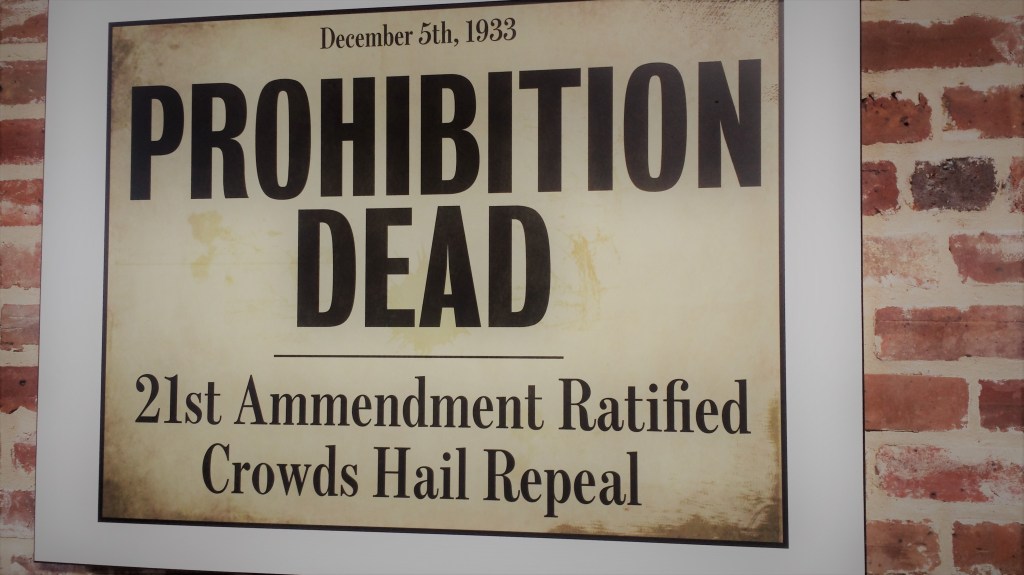 December 5th, 1933
PROHIBITION
DEAD
21st Ammendment Ratified
Crowds Hail Repeal